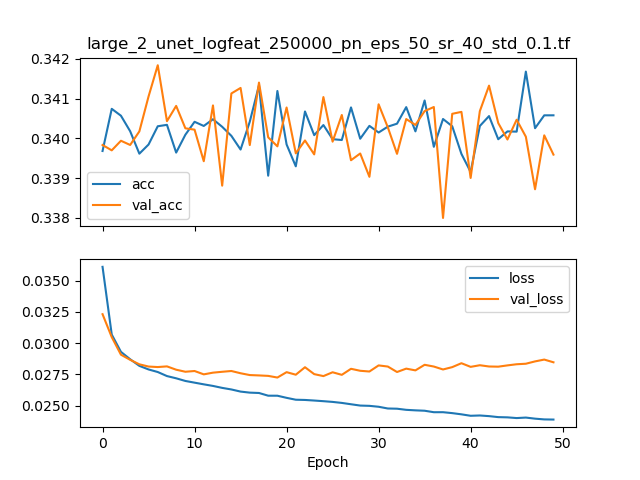 large_2_unet_logfeat_250000_pn_eps_50_sr_40_std_0.1.tf
0.342
0.341
0.340
0.339
0.338
acc
val_acc
0.0350
0.0325
0.0300
0.0275
0.0250
loss
val_loss
0 10 20 30 40 50
Epoch